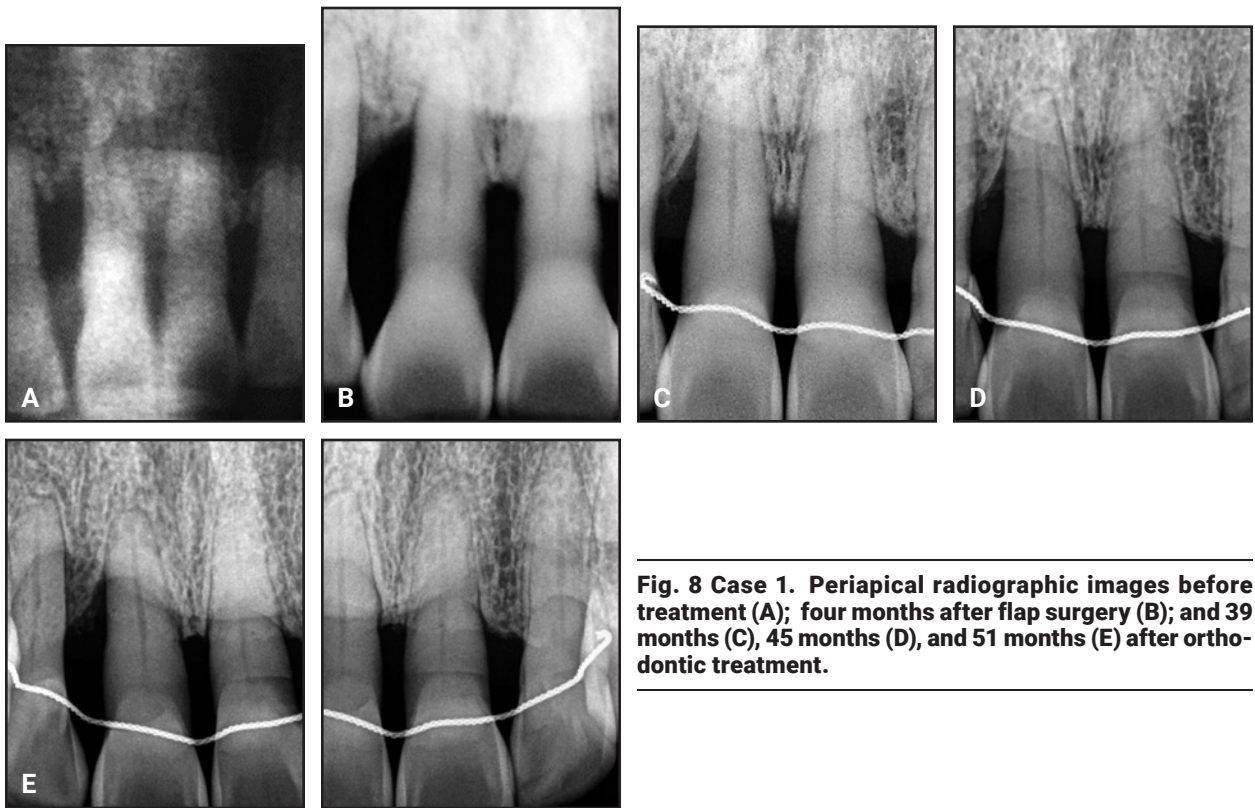 A
B
C
D
E
Fig. 8 Case 1. Periapical radiographic images before
treatment (A); four months after flap surgery (B); and 39
months (C), 45 months (D), and 51 months (E) after ortho-
dontic treatment.